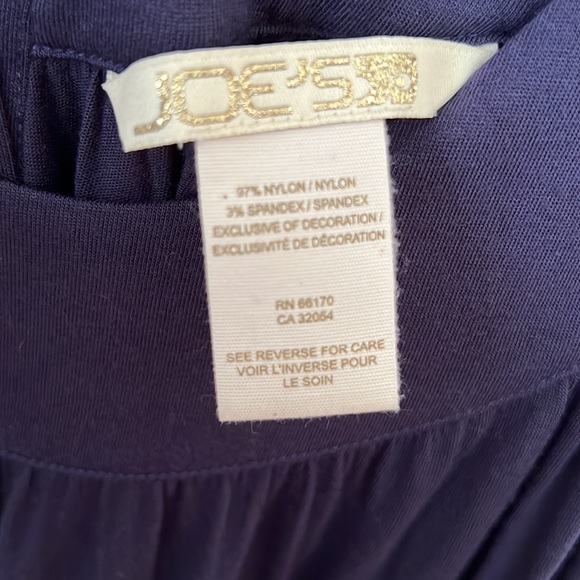 JOE'S
97% NYLON / NYLON
3% SPANDEX / SPANDEX
EXCLUSIVE OF DECORATION /
EXCLUSIVITÉ DE DÉCORATION
RN 66170
CA 32054
SEE REVERSE FOR CARE
VOIR L'INVERSE POUR
LE SOIN